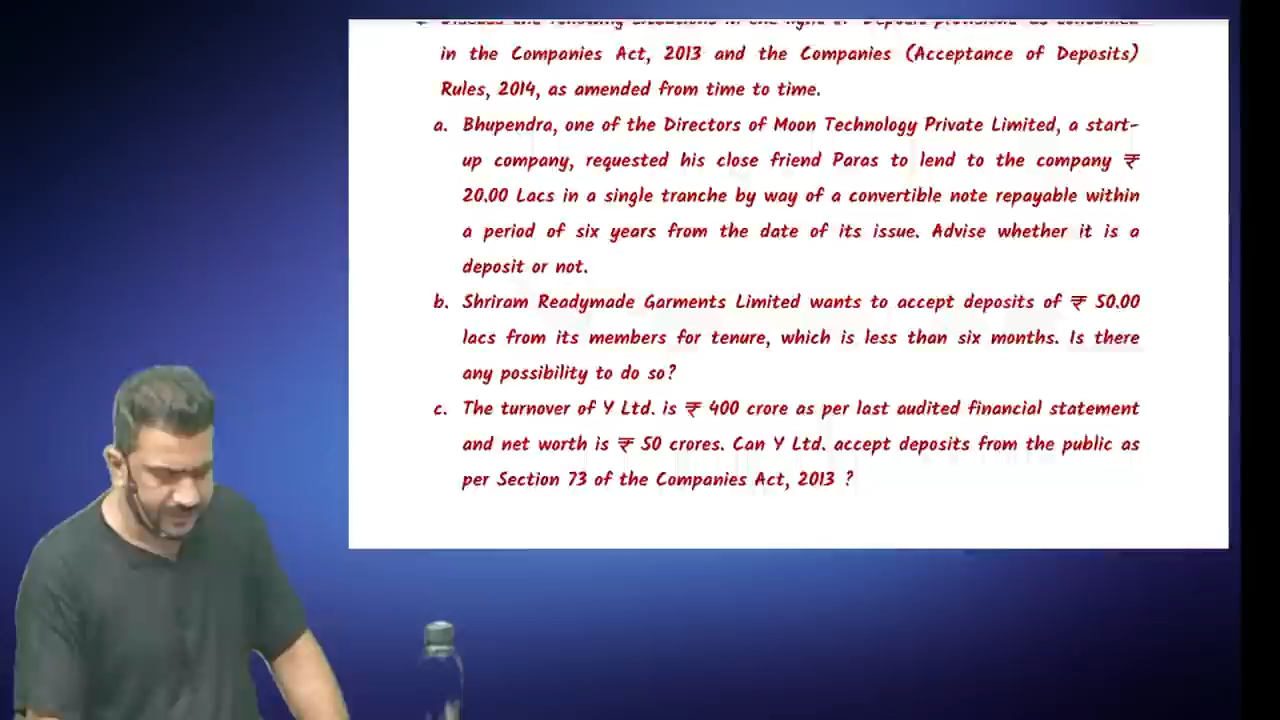 in the Companies Act, 2013 and the Companies (Acceptance of Deposits)
Rules, 2014, as amended from time to time.
a. Bhupendra, one of the Directors of Moon Technology Private Limited, a start-
up company, requested his close friend Paras to lend to the company ₹
20.00 Lacs in a single tranche by way of a convertible note repayable within
a period of six years from the date of its issue. Advise whether it is a
deposit or not.
b. Shriram Readymade Garments Limited wants to accept deposits of ₹ 50.00
lacs from its members for tenure, which is less than six months. Is there
any possibility to do so?
c. The turnover of Y Ltd. is ₹ 400 crore as per last audited financial statement
and net worth is ₹ 50 crores. Can Y Ltd. accept deposits from the public as
per Section 73 of the Companies Act, 2013 ?